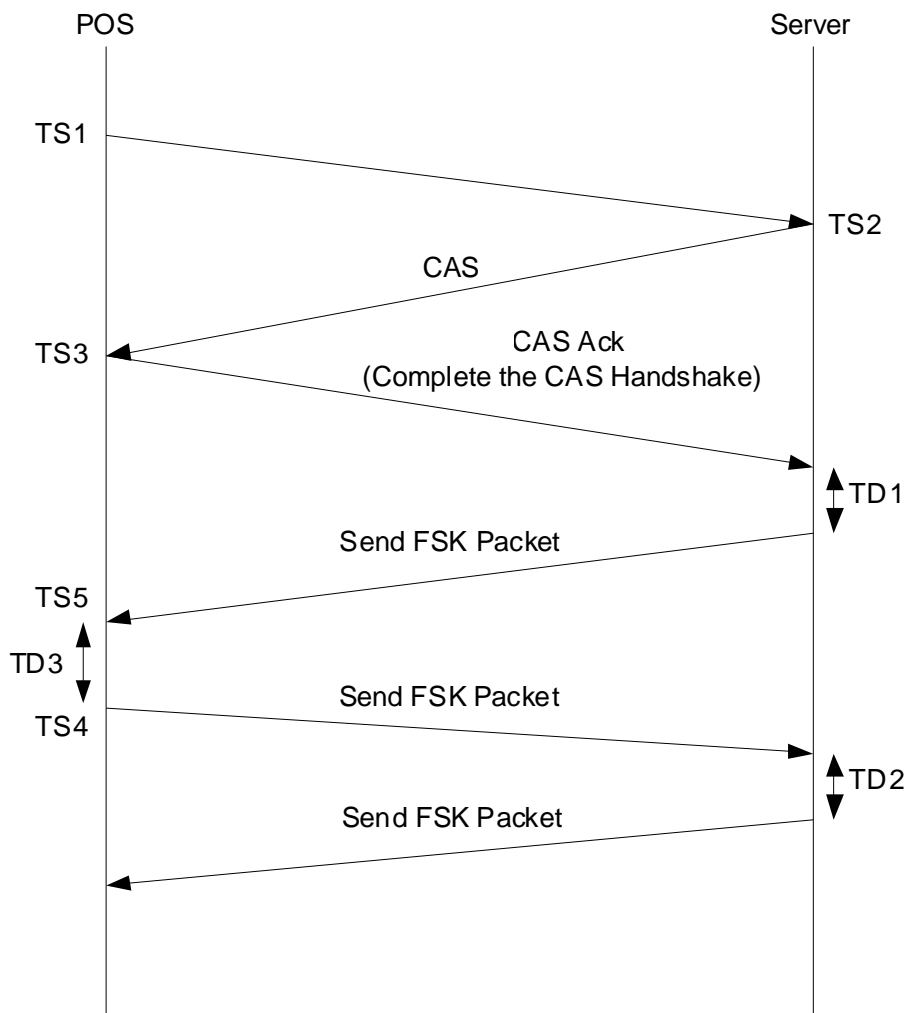 POS
Server
TS1
TS2
CAS
TS3
CAS Ack
(Complete the CAS Handshake)
TD1
Send FSK Packet
TS5
TD3
Send FSK Packet
TS4
TD2
Send FSK Packet